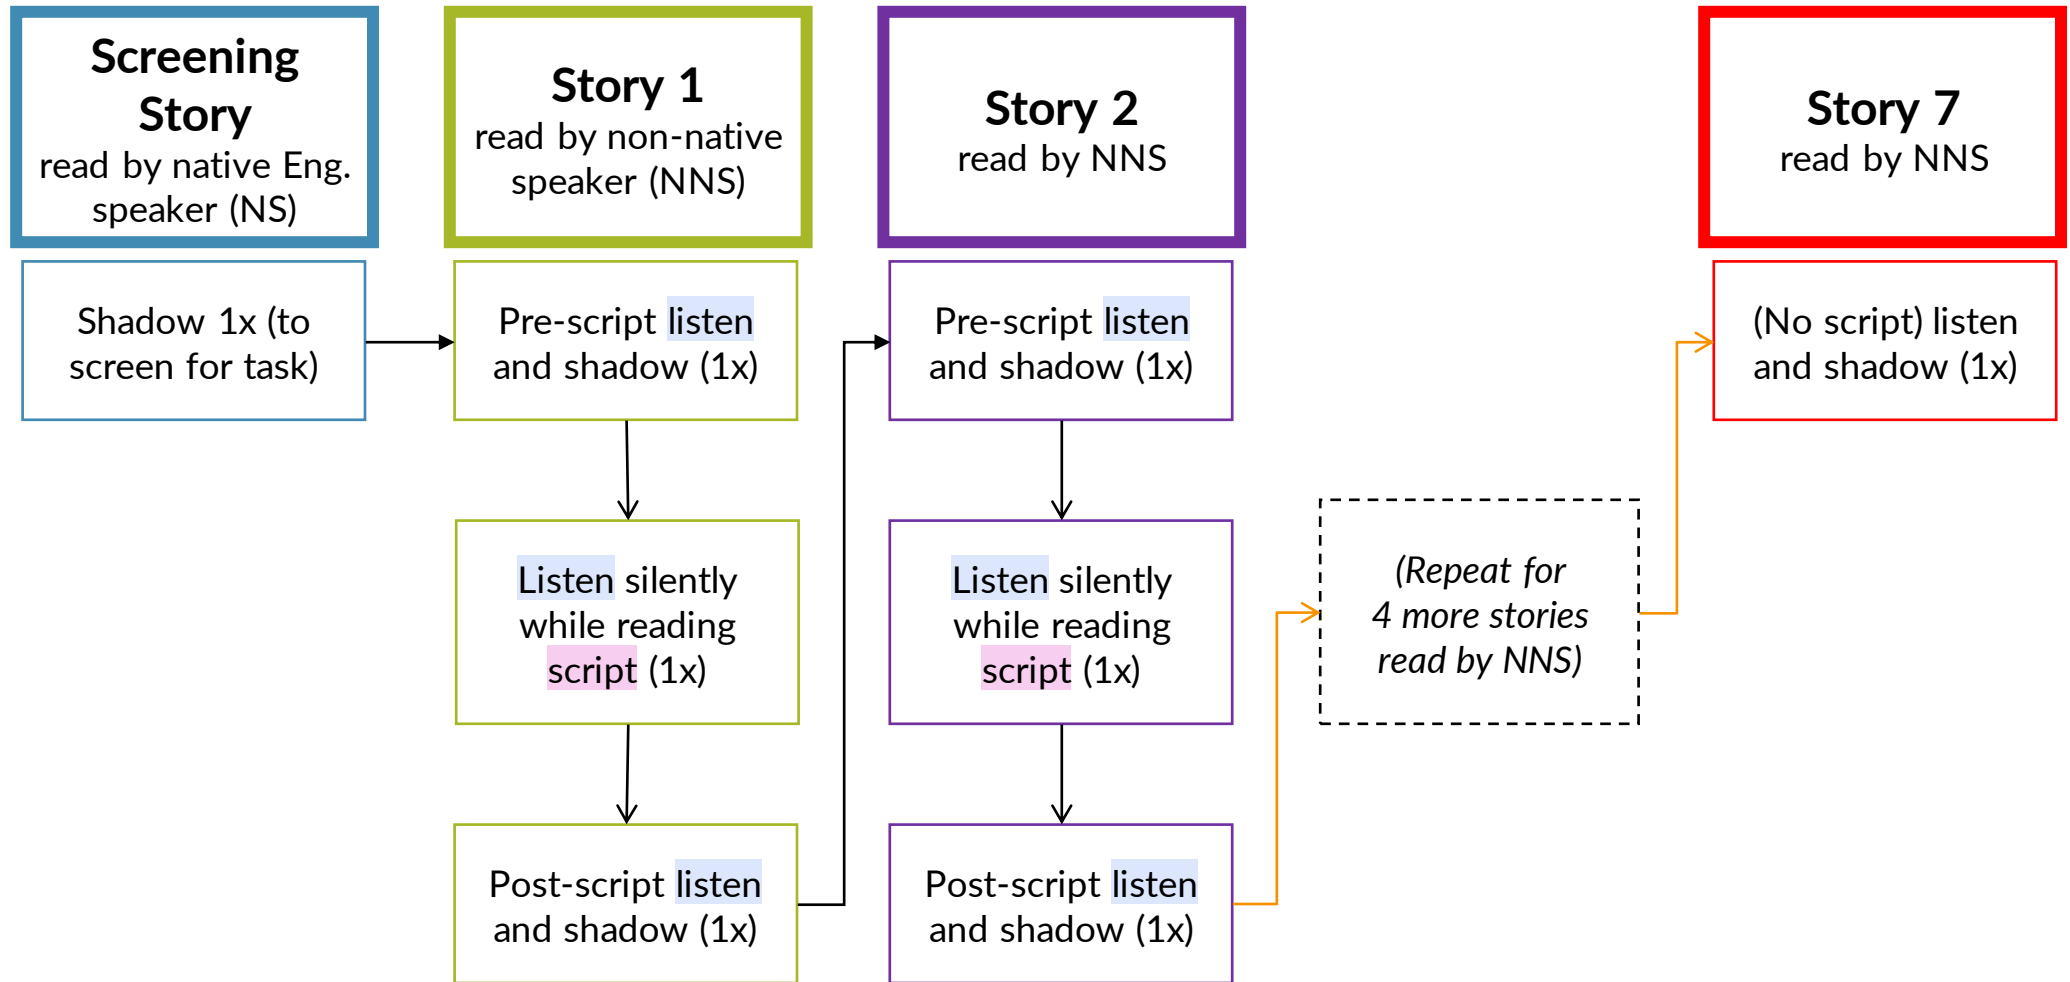 Screening
Story
read by native Eng.
speaker (NS)
Shadow 1x (to
screen for task)
Story 1
read by non-native
speaker (NNS)
Pre-script listen
and shadow (1x)
Listen silently
while reading
script (1x)
Post-script listen
and shadow (1x)
Story 2
read by NNS
Pre-script listen
and shadow (1x)
Listen silently
while reading
script (1x)
Post-script listen
and shadow (1x)
(Repeat for
4 more stories
read by NNS)
Story 7
read by NNS
(No script) listen
and shadow (1x)